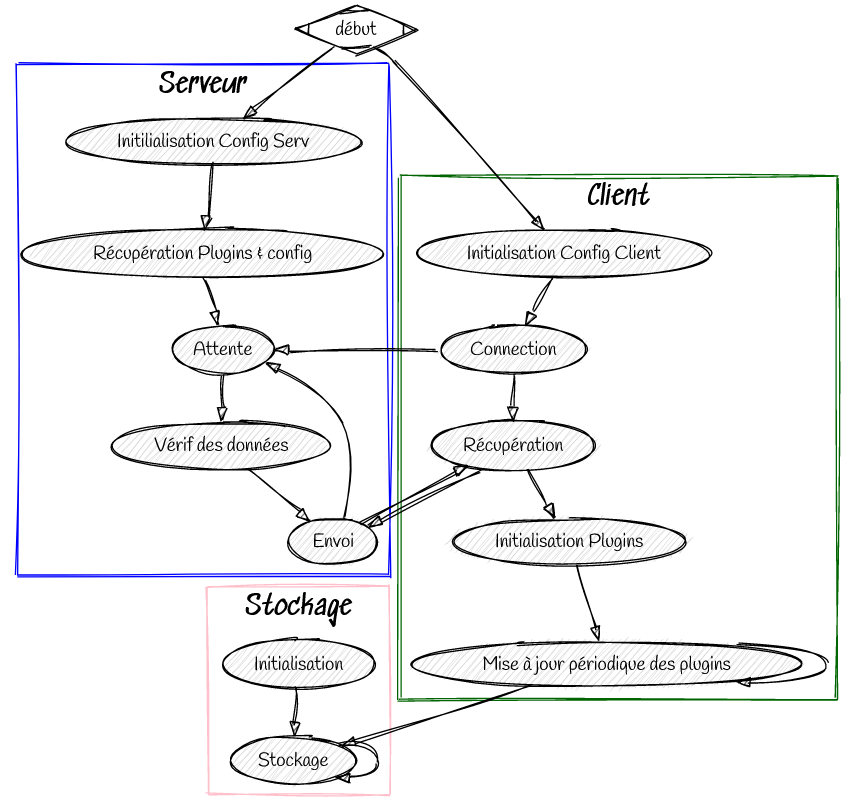 début
Serveur
Initilialisation Config Serv
Récupération Plugins & config
Attente
Vérif des données
Envoi
Client
Initialisation Config Client
Connection
Récupération
Initialisation Plugins
Mise à jour périodique des plugins
Stockage
Initialisation
Stockage